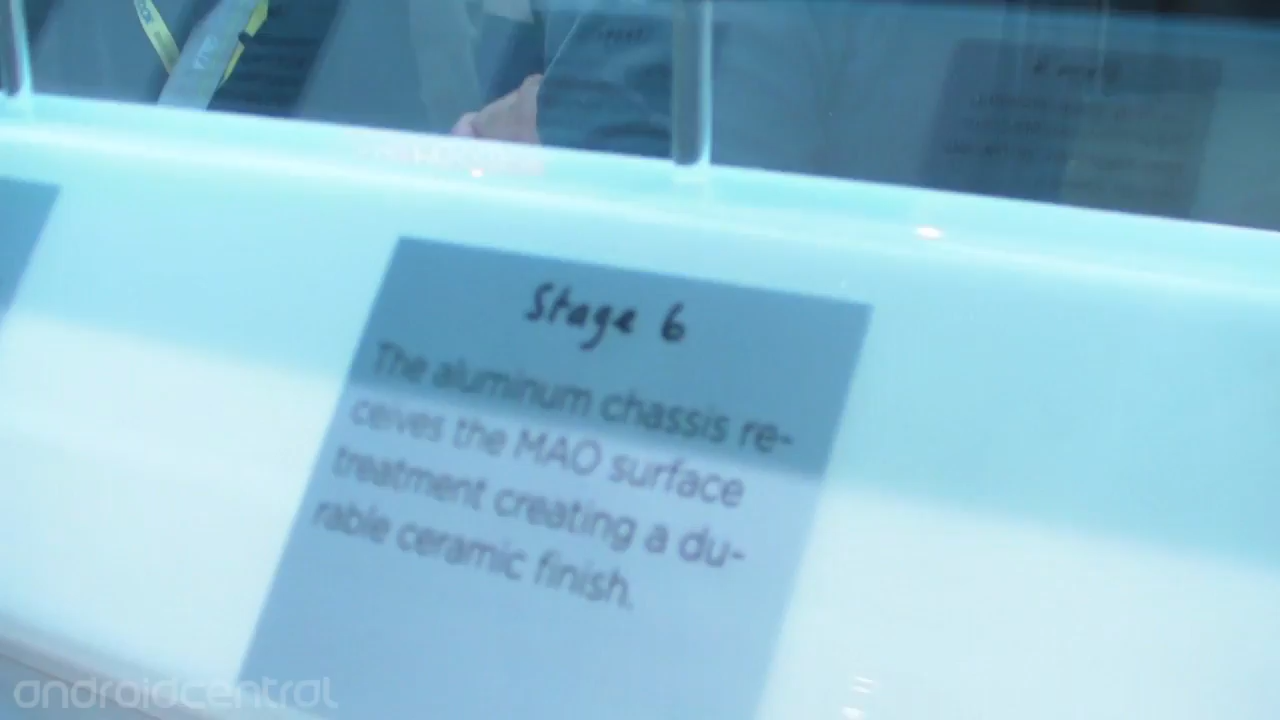 Stage 6
The aluminum chassis re-
ceives the MAO surface
treatment creating a du-
rable ceramic finish.
androidcentral